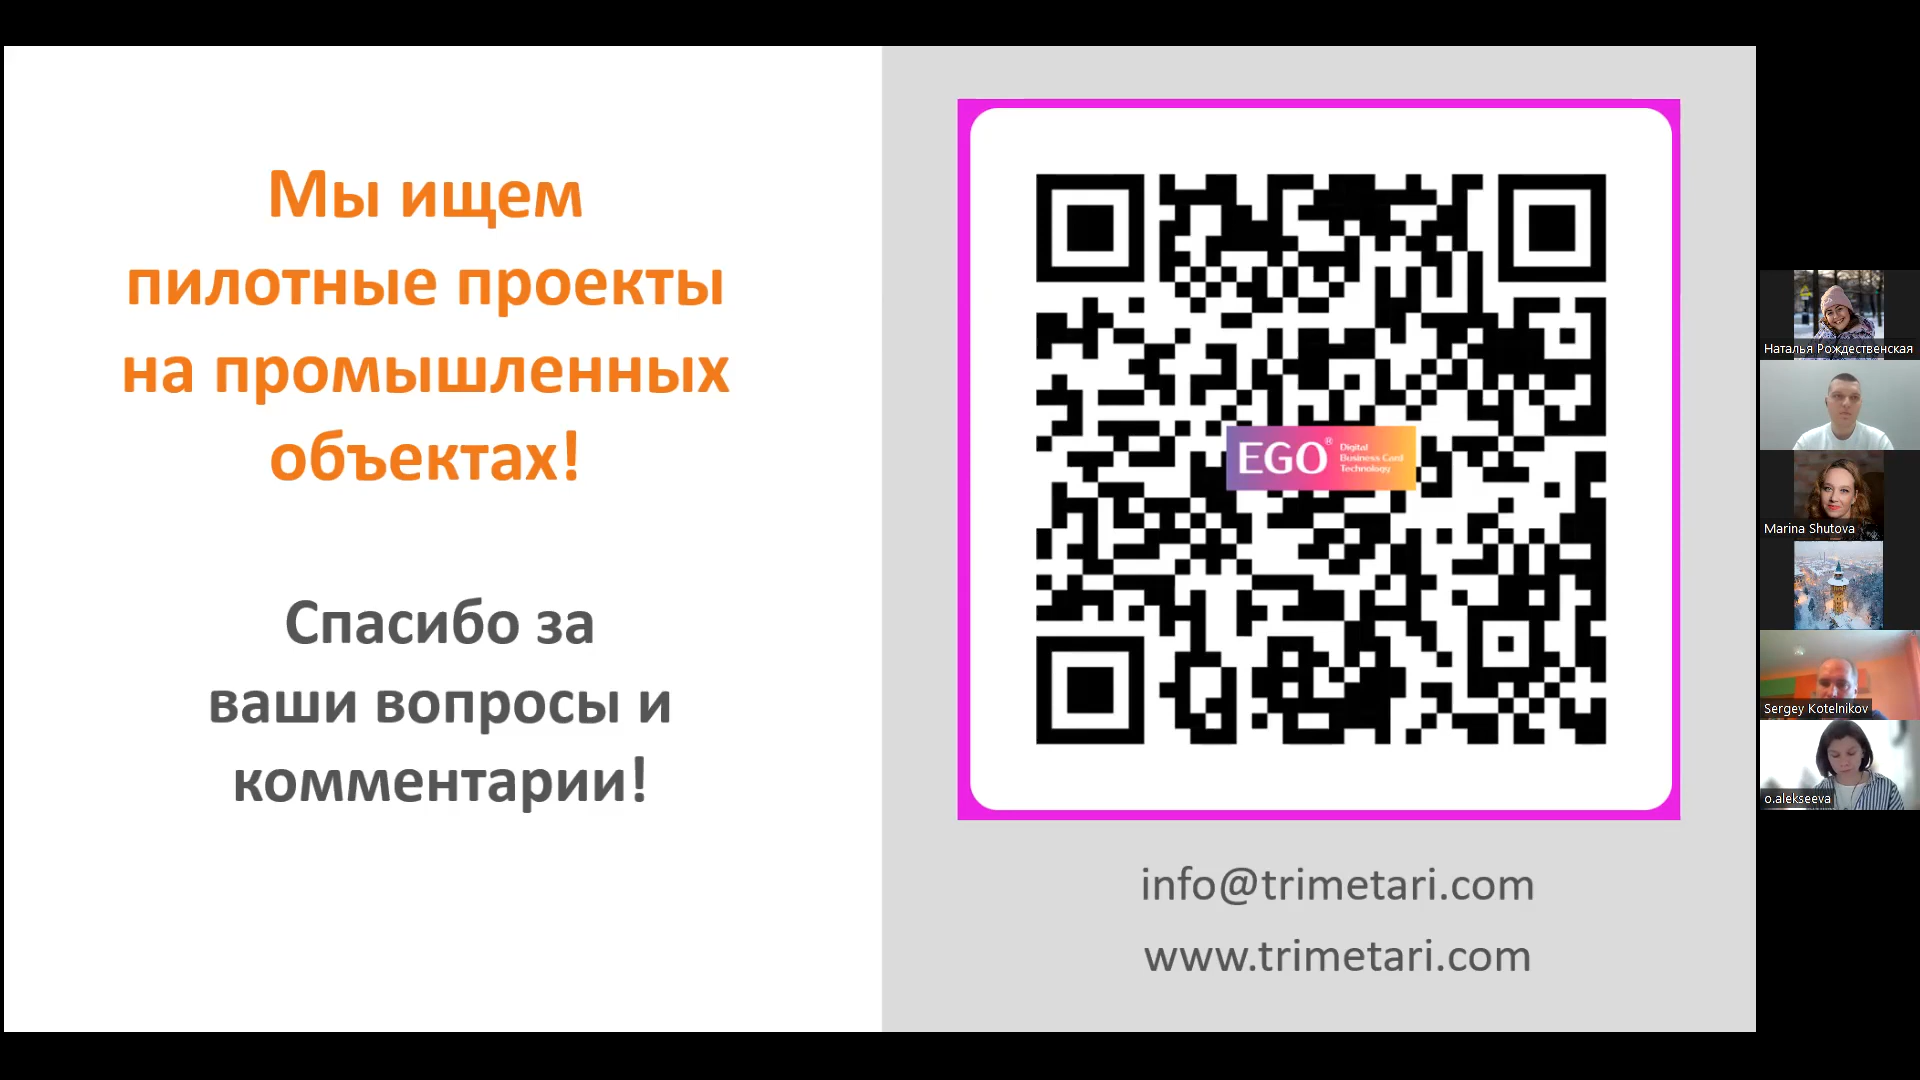 Мы ищем
пилотные проекты
на промышленных
объектах!
Спасибо за
ваши вопросы и
комментарии!
EGO®
Digital
Business Card
Technology
info@trimetari.com
www.trimetari.com
Наталья Рождественская
Marina Shutova
Sergey Kotelnikov
o.alekseeva